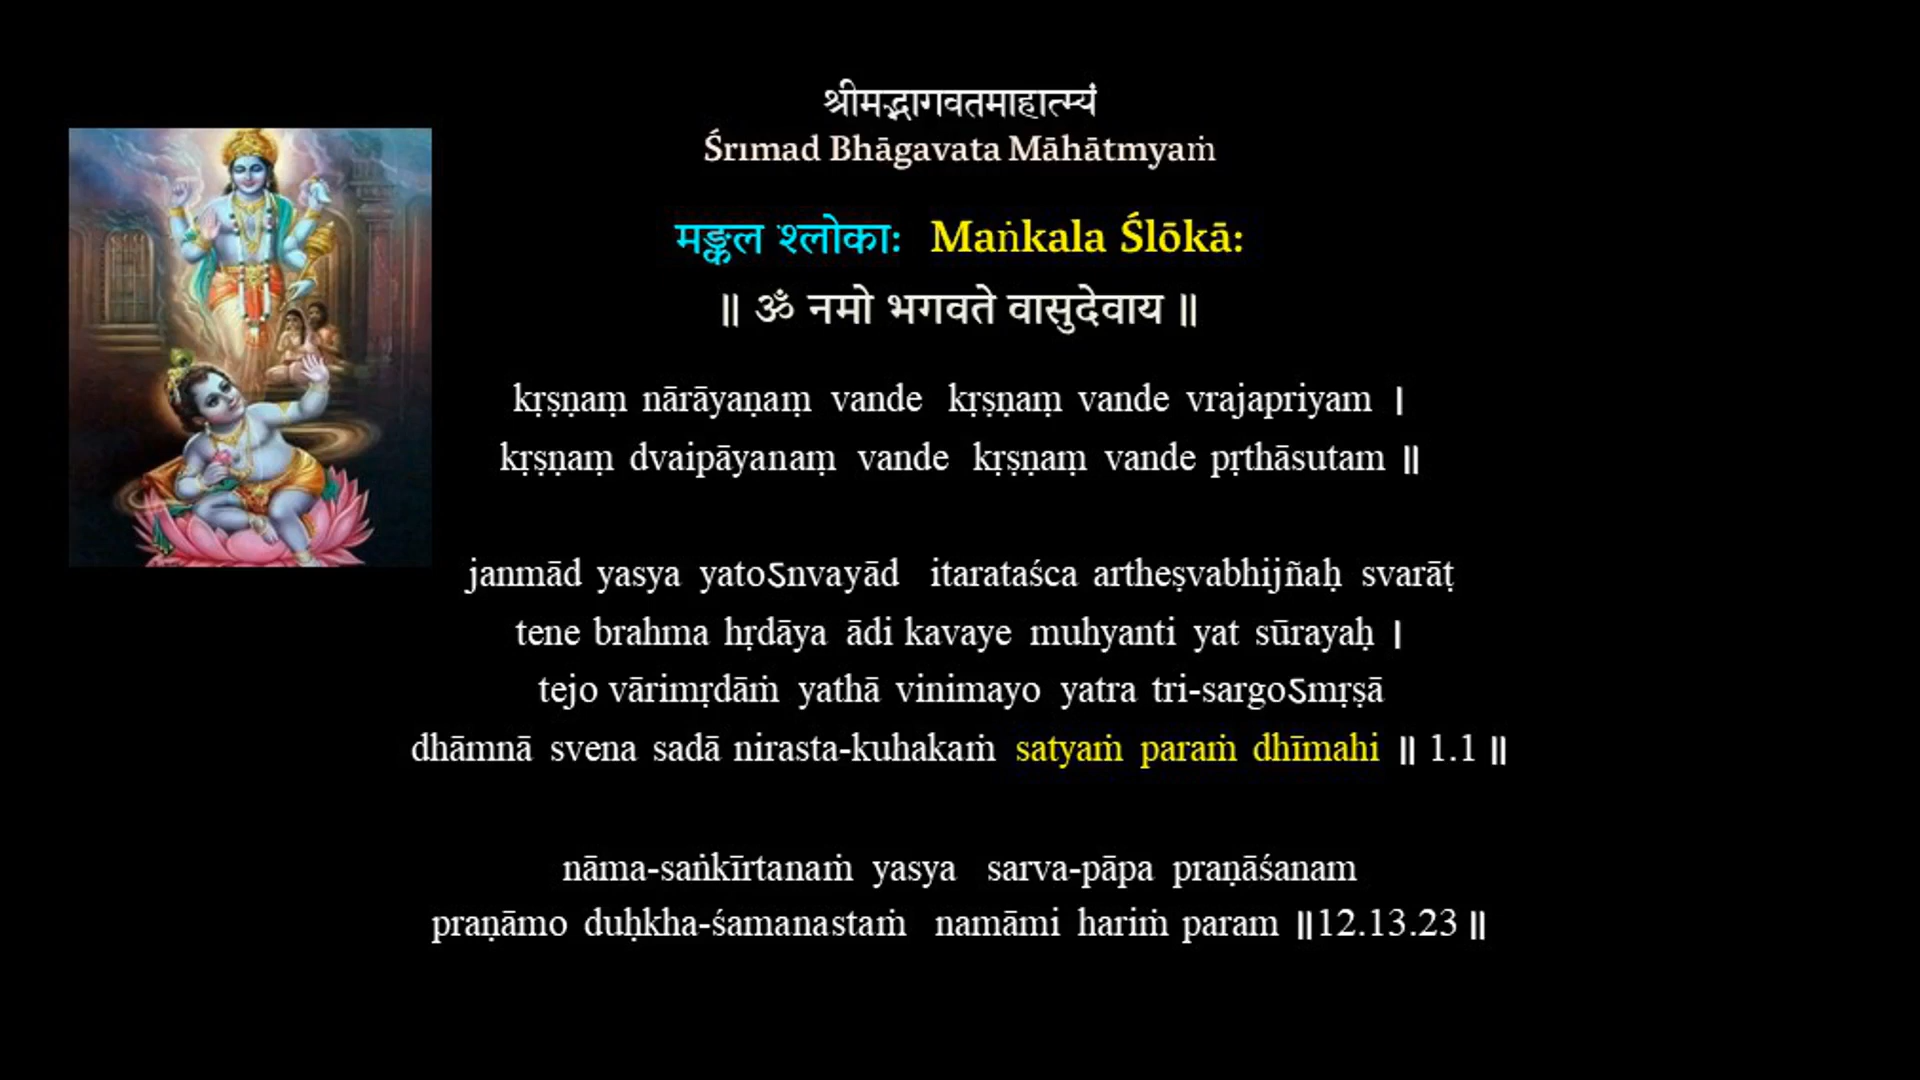 श्रीमद्भागवतमाहात्म्यं
Śrımad Bhāgavata Māhātmyaṁ
मङ्कल श्लोका: Maṅkala Ślōkā:
॥ ॐ नमो भगवते वासुदेवाय ॥
kṛṣṇaṃ nārāyaṇaṃ vande kṛṣṇaṃ vande vrajapriyam ।
kṛṣṇaṃ dvaipāyanaṃ vande kṛṣṇaṃ vande pṛthāsutam ॥
janmād yasya yatoऽnvayād itarataśca artheṣvabhijñaḥ svarāṭ
tene brahma hṛdāya ādi kavaye muhyanti yat sūrayaḥ ।
tejo vārimṛdāṁ yathā vinimayo yatra tri-sargoऽmṛṣā
dhāmnā svena sadā nirasta-kuhakaṁ satyaṁ paraṁ dhīmahi ॥ 1.1 ॥
nāma-saṅkīrtanaṁ yasya sarva-pāpa praṇāśanam
praṇāmo duḥkha-śamanastaṁ namāmi hariṁ param ॥12.13.23 ॥